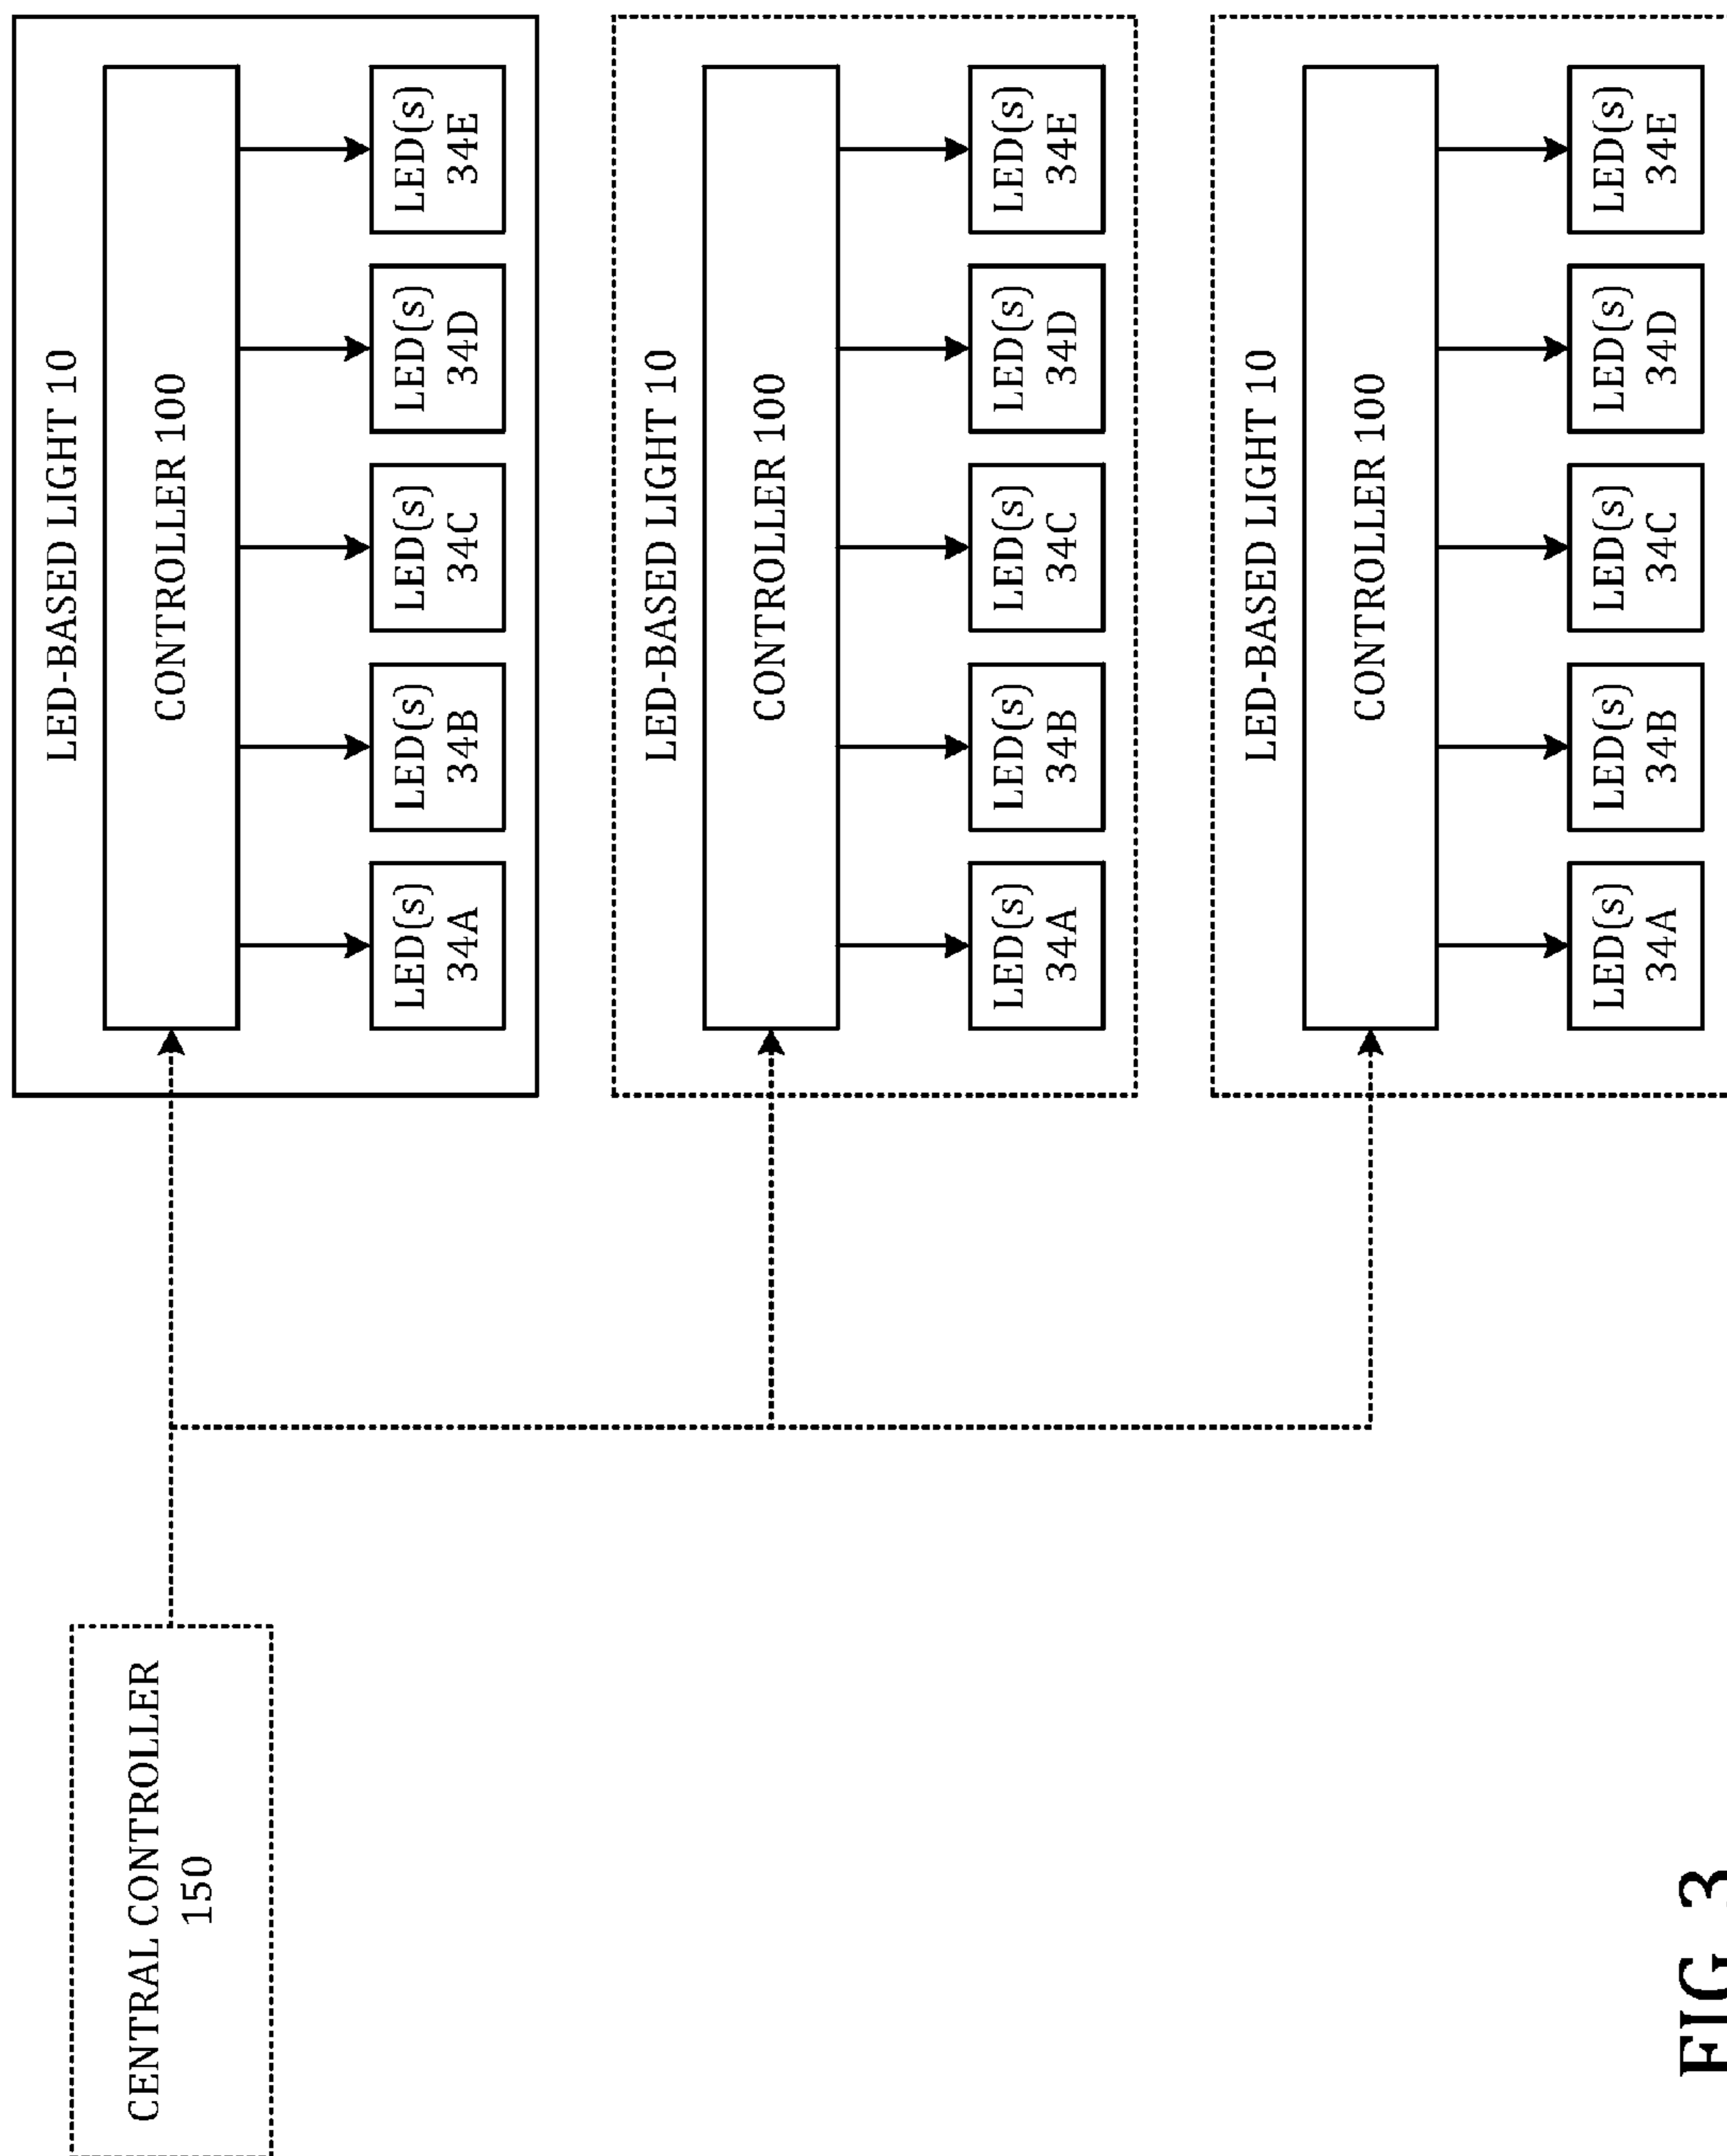 CENTRAL CONTROLLER
150
LED-BASED LIGHT 10
CONTROLLER 100
LED(s)
34A
LED(s)
34B
LED(s)
34C
LED(s)
34D
LED(s)
34E
LED-BASED LIGHT 10
CONTROLLER 100
LED(s)
34A
LED(s)
34B
LED(s)
34C
LED(s)
34D
LED(s)
34E
LED-BASED LIGHT 10
CONTROLLER 100
LED(s)
34A
LED(s)
34B
LED(s)
34C
LED(s)
34D
LED(s)
34E
FIG 3